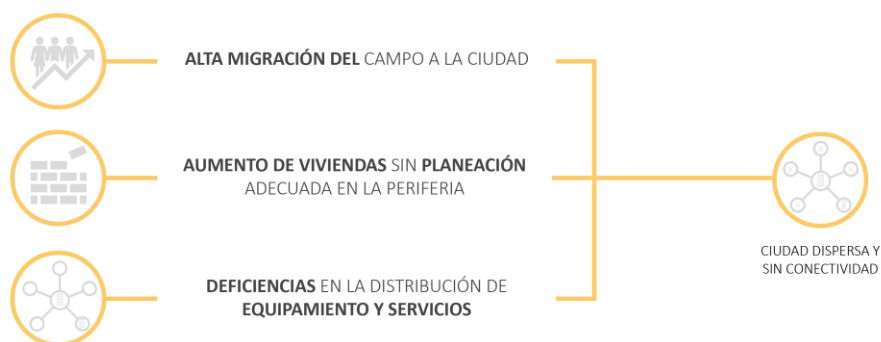 ALTA MIGRACIÓN DEL CAMPO A LA CIUDAD
AUMENTO DE VIVIENDAS SIN PLANEACIÓN
ADECUADA EN LA PERIFERIA
DEFICIENCIAS EN LA DISTRIBUCIÓN DE
EQUIPAMIENTO Y SERVICIOS
CIUDAD DISPERSA Y
SIN CONECTIVIDAD